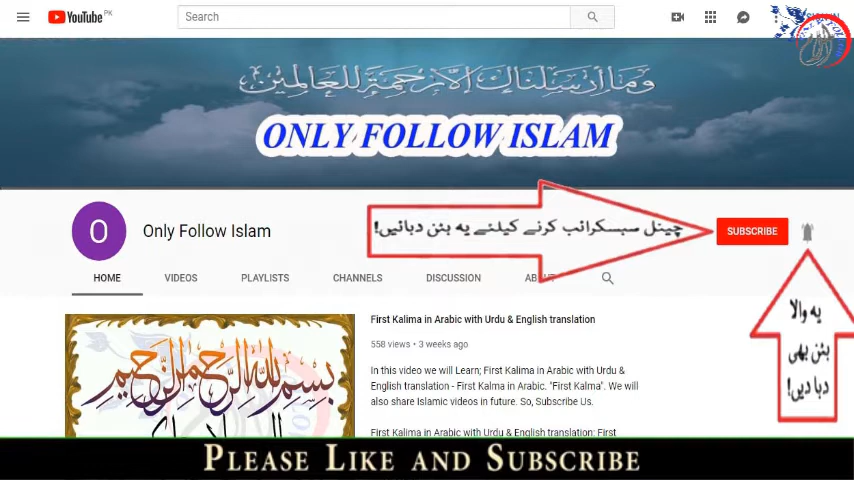 YouTube PK
Search
وما أرسلناك إلا رحمة للعالمين
ONLY FOLLOW ISLAM
O
Only Follow Islam
چینل سبسکرائب کرنے کیلئے یہ بٹن دبائیں!
SUBSCRIBE
HOME VIDEOS PLAYLISTS CHANNELS DISCUSSION
یہ والا
بٹن بھی
دبا دیں!
First Kalima in Arabic with Urdu & English translation
558 views • 3 weeks ago
In this video we will Learn; First Kalima in Arabic with Urdu &
English translation - First Kalma in Arabic. "First Kalma". We will
also share Islamic videos in future. So, Subscribe Us.
First Kalima in Arabic with Urdu & English translation: First
بسم الله الرحمن الرحيم
PLEASE LIKE AND SUBSCRIBE